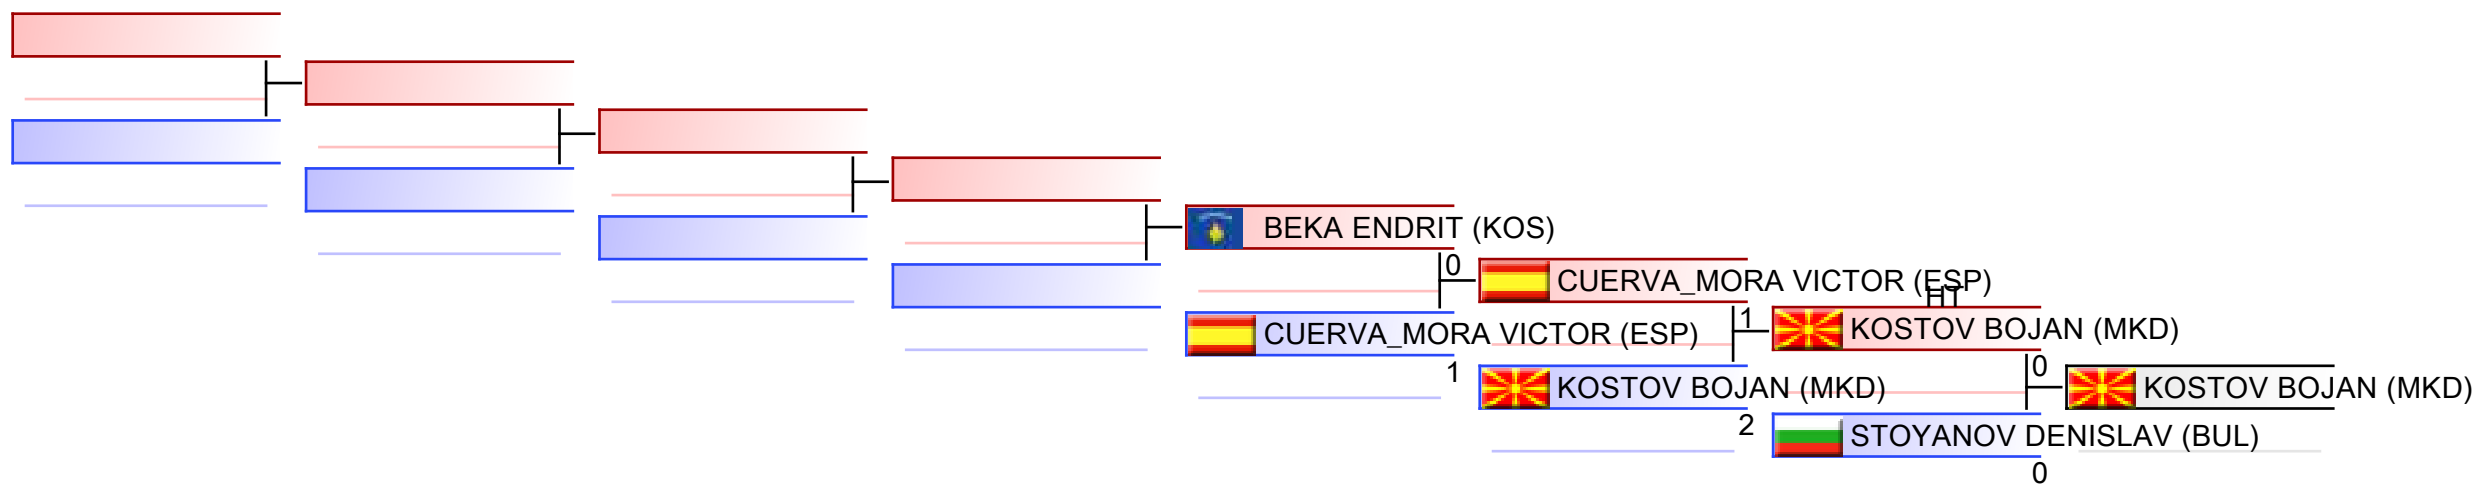 BEKA ENDRIT (KOS)
0
CUERVA_MORA VICTOR (ESP)
CUERVA_MORA VICTOR (ESP)
1
HT
KOSTOV BOJAN (MKD)
1
KOSTOV BOJAN (MKD)
2
0
KOSTOV BOJAN (MKD)
STOYANOV DENISLAV (BUL)
0